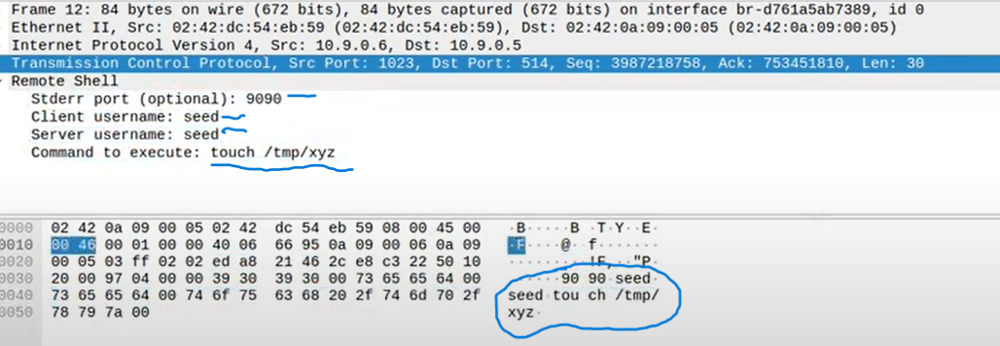 Frame 12: 84 bytes on wire (672 bits), 84 bytes captured (672 bits) on interface br-d761a5ab7389, id 0
Ethernet II, Src: 02:42:dc:54:eb:59 (02:42:dc:54:eb:59), Dst: 02:42:0a:09:00:05 (02:42:0a:09:00:05)
Internet Protocol Version 4, Src: 10.9.0.6, Dst: 10.9.0.5
Transmission Control Protocol, Src Port: 1023, Dst Port: 514, Seq: 3987218758, Ack: 753451810, Len: 30
Remote Shell
Stderr port (optional): 9090
Client username: seed
Server username: seed
Command to execute: touch /tmp/xyz
0000 02 42 0a 09 00 05 02 42 dc 54 eb 59 08 00 45 00 ·B·····B ·T·Y··E·
0010 00 46 00 01 00 00 40 06 66 95 0a 09 00 06 0a 09 ·F····@· f·······
0020 00 05 03 ff 02 02 ed a8 21 46 2c e8 c3 22 50 10 ········ !F,··"P·
0030 20 00 97 04 00 00 39 30 39 30 00 73 65 65 64 00 ······90 90·seed·
0040 73 65 65 64 00 74 6f 75 63 68 20 2f 74 6d 70 2f seed·tou ch /tmp/
0050 78 79 7a 00 xyz·